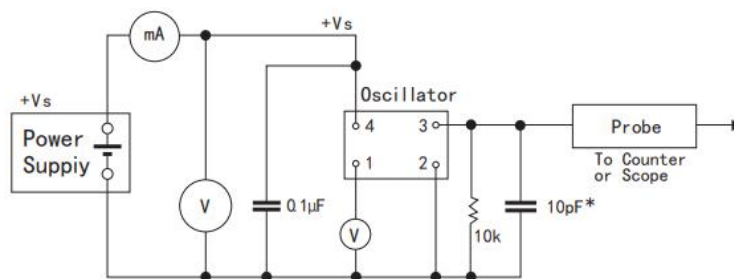 mA
+Vs
+Vs
Oscillator
Power
Suppiy
4
3
Probe
1
2
To Counter
or Scope
V
0.1μF
V
10k
10pF*